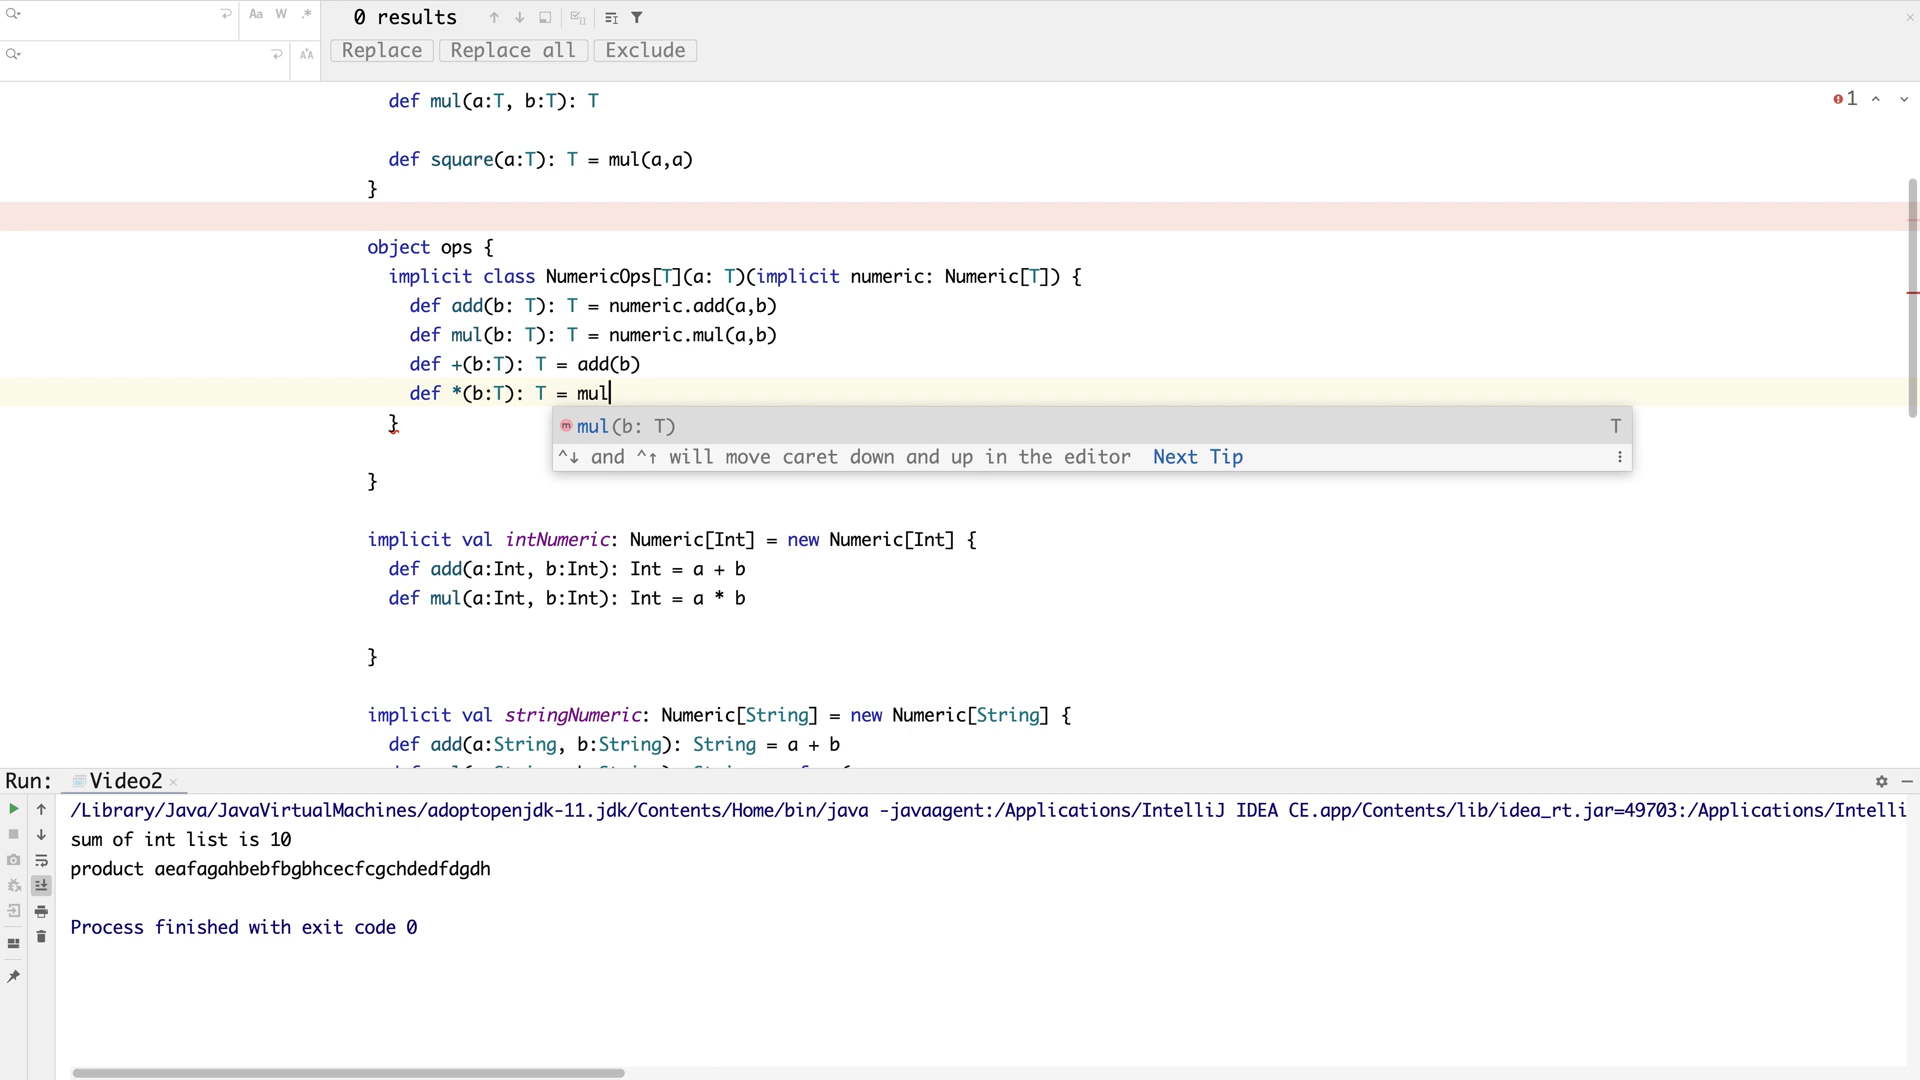 Aa W .*
0 results
Replace Replace all Exclude
def mul(a:T, b:T): T
1
def square(a:T): T = mul(a,a)
}
object ops {
implicit class NumericOps[T](a: T)(implicit numeric: Numeric[T]) {
def add(b: T): T = numeric.add(a,b)
def mul(b: T): T = numeric.mul(a,b)
def +(b:T): T = add(b)
def *(b:T): T = mul
}
m mul(b: T) T
^↓ and ^↑ will move caret down and up in the editor Next Tip
}
implicit val intNumeric: Numeric[Int] = new Numeric[Int] {
def add(a:Int, b:Int): Int = a + b
def mul(a:Int, b:Int): Int = a * b
}
implicit val stringNumeric: Numeric[String] = new Numeric[String] {
def add(a:String, b:String): String = a + b
Run: Video2
/Library/Java/JavaVirtualMachines/adoptopenjdk-11.jdk/Contents/Home/bin/java -javaagent:/Applications/IntelliJ IDEA CE.app/Contents/lib/idea_rt.jar=49703:/Applications/Intelli
sum of int list is 10
product aeafagahbebfbgbhcecfcgchdedfdgdh
Process finished with exit code 0